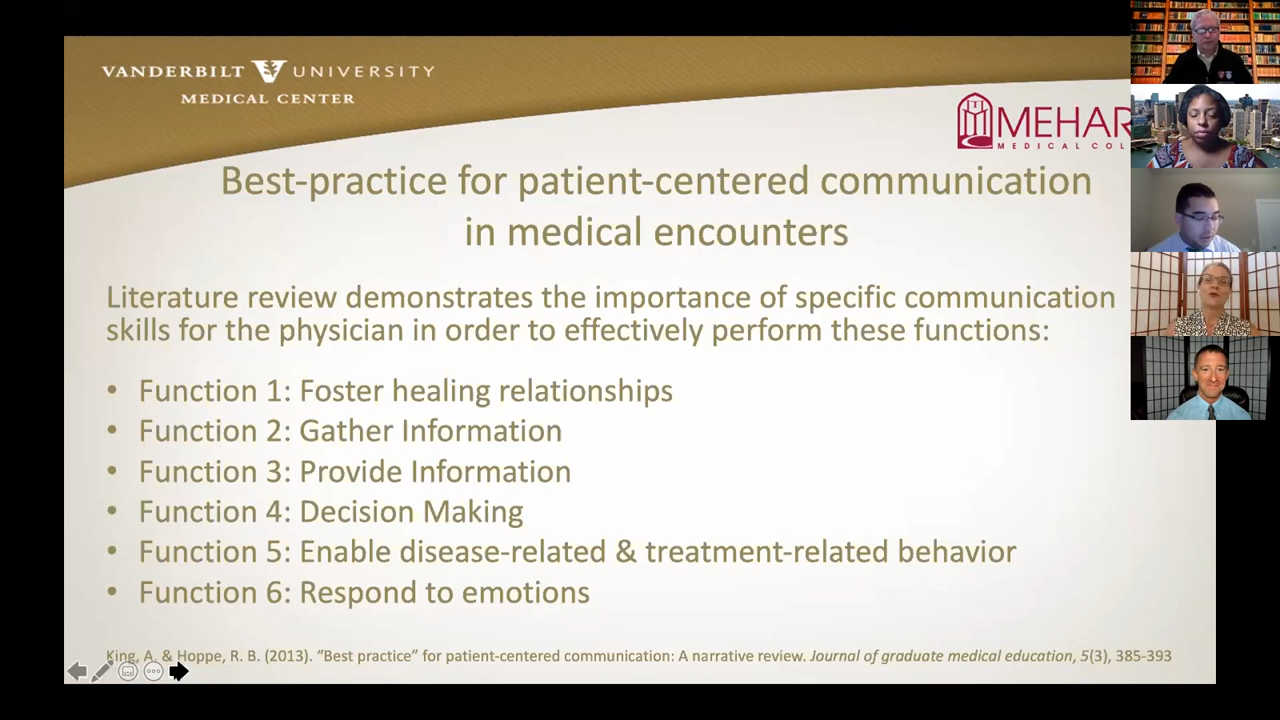 VANDERBILT UNIVERSITY
MEDICAL CENTER
MEHAR
MEDICAL COL
Best-practice for patient-centered communication
in medical encounters
Literature review demonstrates the importance of specific communication
skills for the physician in order to effectively perform these functions:
• Function 1: Foster healing relationships
• Function 2: Gather Information
• Function 3: Provide Information
• Function 4: Decision Making
• Function 5: Enable disease-related & treatment-related behavior
• Function 6: Respond to emotions
King, A. & Hoppe, R. B. (2013). “Best practice” for patient-centered communication: A narrative review. Journal of graduate medical education, 5(3), 385-393